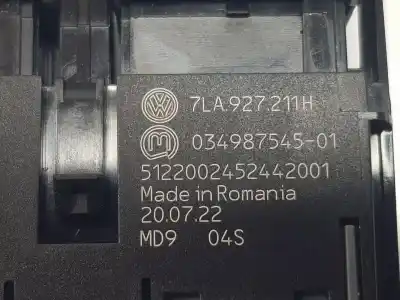 7LA.927.211H
034987545-01
5122002452442001
Made in Romania
20.07.22
MD9 04S